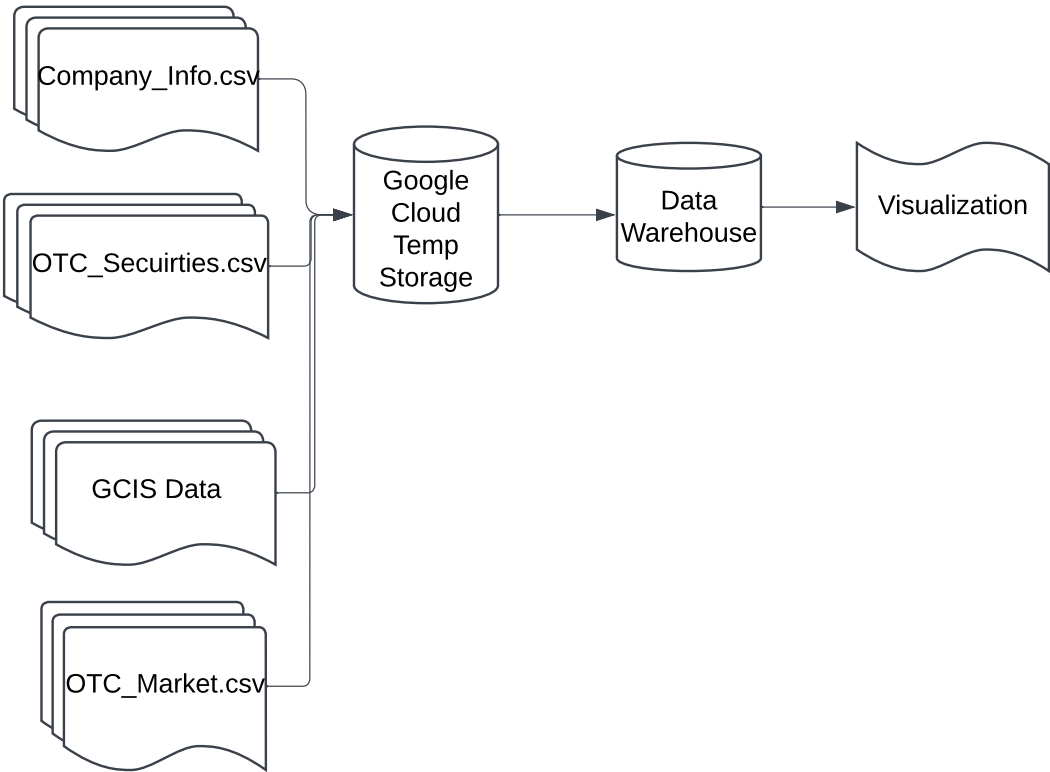 Company_Info.csv
OTC_Secuirties.csv
GCIS Data
OTC_Market.csv
Google
Cloud
Temp
Storage
Data
Warehouse
Visualization